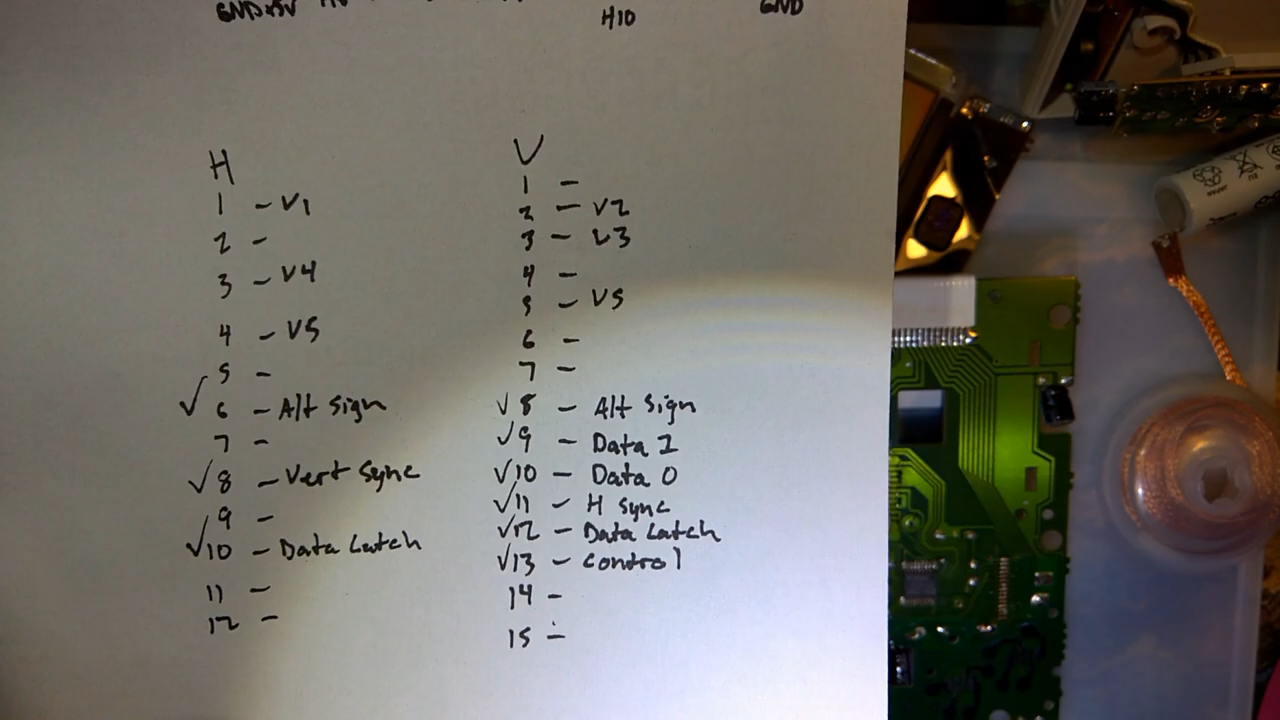 GND +5V
H10
GND
H
1 - V1
2 -
3 - V4
4 - V5
5 -
✓ 6 - Alt Sign
7 -
✓ 8 - Vert Sync
9 -
✓ 10 - Data Latch
11 -
12 -
V
1 -
2 - V2
3 - V3
4 -
5 - V5
6 -
7 -
✓ 8 - Alt Sign
✓ 9 - Data 1
✓ 10 - Data 0
✓ 11 - H sync
✓ 12 - Data Latch
✓ 13 - Control
14 -
15 -